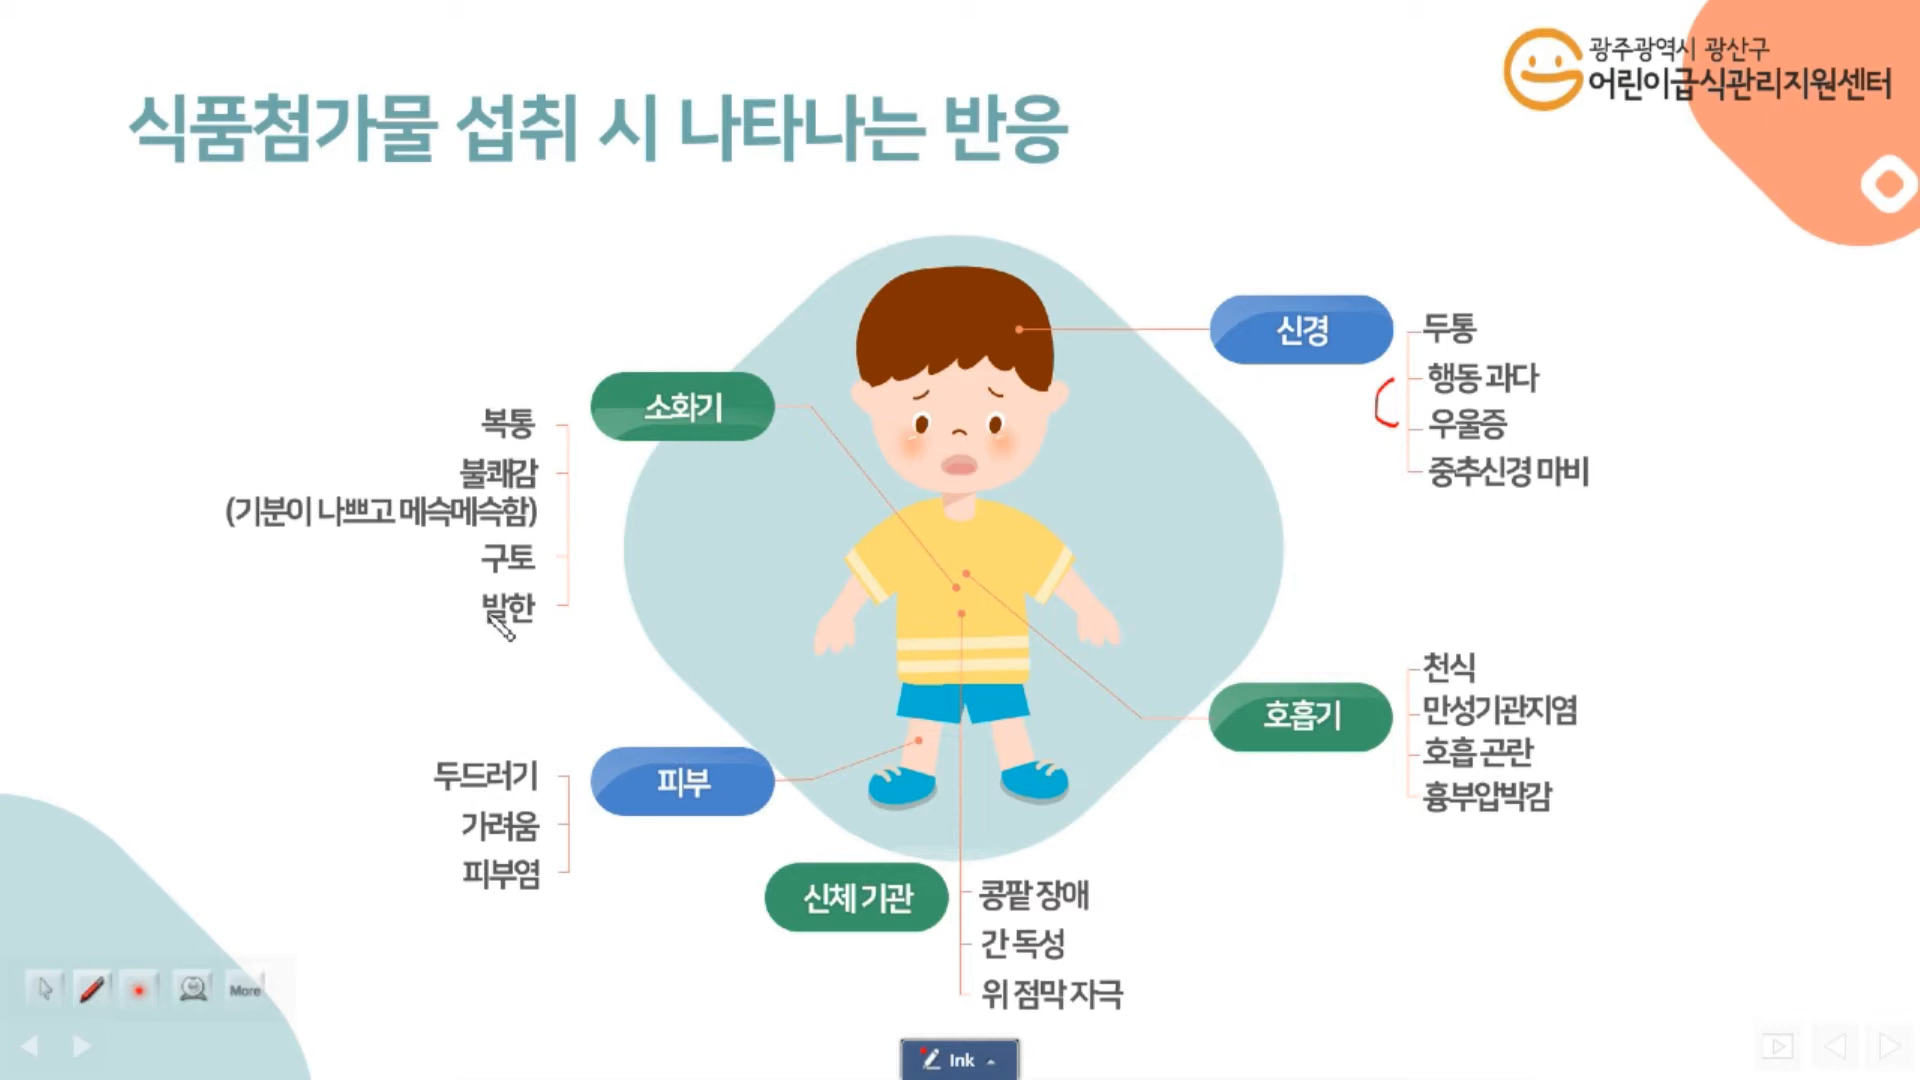 광주광역시 광산구
어린이급식관리지원센터
식품첨가물 섭취 시 나타나는 반응
신경
두통
행동 과다
우울증
중추신경 마비
소화기
복통
불쾌감
(기분이 나쁘고 메슥메슥함)
구토
발한
호흡기
천식
만성기관지염
호흡 곤란
흉부압박감
피부
두드러기
가려움
피부염
신체 기관
콩팥 장애
간 독성
위 점막 자극
More
Ink